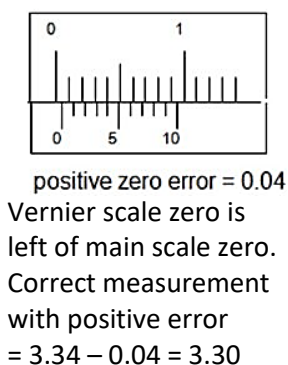 0 1
0 5 10
positive zero error = 0.04
Vernier scale zero is
left of main scale zero.
Correct measurement
with positive error
= 3.34 – 0.04 = 3.30